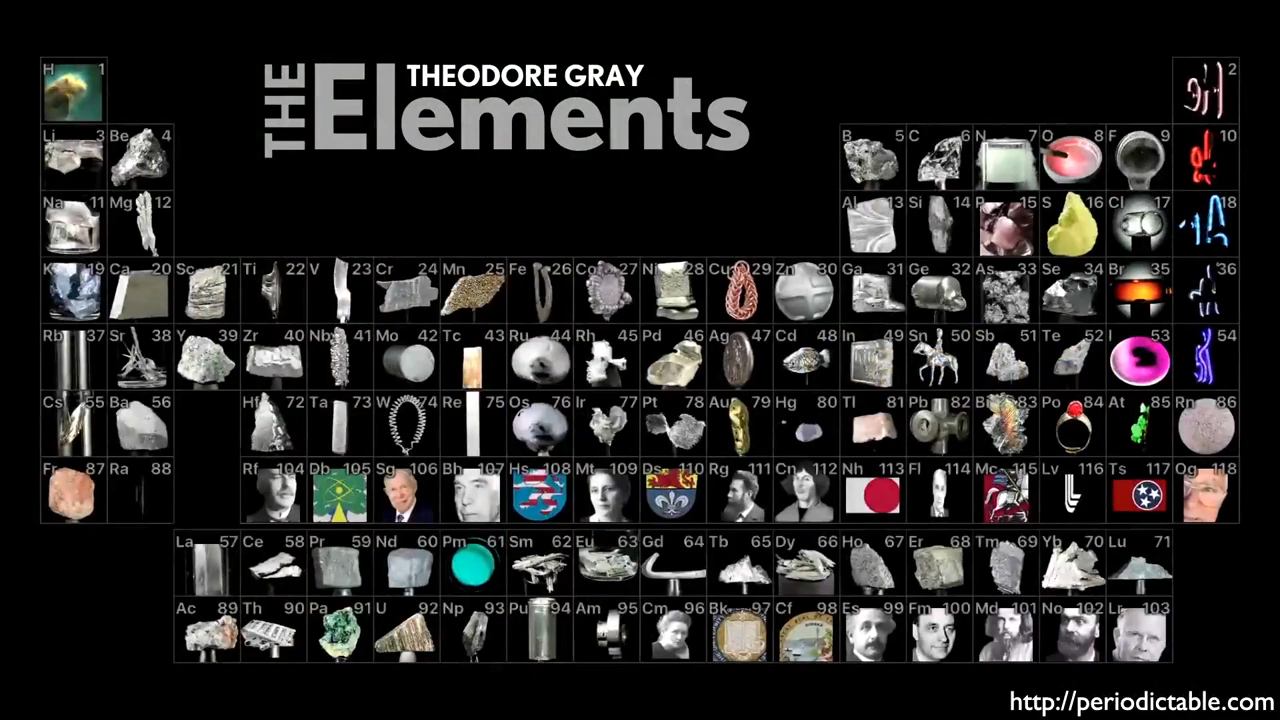 THEODORE GRAY
THE Elements
H 1 2
Li 3 Be 4 B 5 C 6 N 7 O 8 F 9 10
Na 11 Mg 12 Al 13 Si 14 P 15 S 16 Cl 17 18
K 19 Ca 20 Sc 21 Ti 22 V 23 Cr 24 Mn 25 Fe 26 Co 27 Ni 28 Cu 29 Zn 30 Ga 31 Ge 32 As 33 Se 34 Br 35 36
Rb 37 Sr 38 Y 39 Zr 40 Nb 41 Mo 42 Tc 43 Ru 44 Rh 45 Pd 46 Ag 47 Cd 48 In 49 Sn 50 Sb 51 Te 52 I 53 54
Cs 55 Ba 56 Hf 72 Ta 73 W 74 Re 75 Os 76 Ir 77 Pt 78 Au 79 Hg 80 Tl 81 Pb 82 Bi 83 Po 84 At 85 Rn 86
Fr 87 Ra 88 Rf 104 Db 105 Sg 106 Bh 107 Hs 108 Mt 109 Ds 110 Rg 111 Cn 112 Nh 113 Fl 114 Mc 115 Lv 116 Ts 117 Og 118
La 57 Ce 58 Pr 59 Nd 60 Pm 61 Sm 62 Eu 63 Gd 64 Tb 65 Dy 66 Ho 67 Er 68 Tm 69 Yb 70 Lu 71
Ac 89 Th 90 Pa 91 U 92 Np 93 Pu 94 Am 95 Cm 96 Bk 97 Cf 98 Es 99 Fm 100 Md 101 No 102 Lr 103
http://periodictable.com